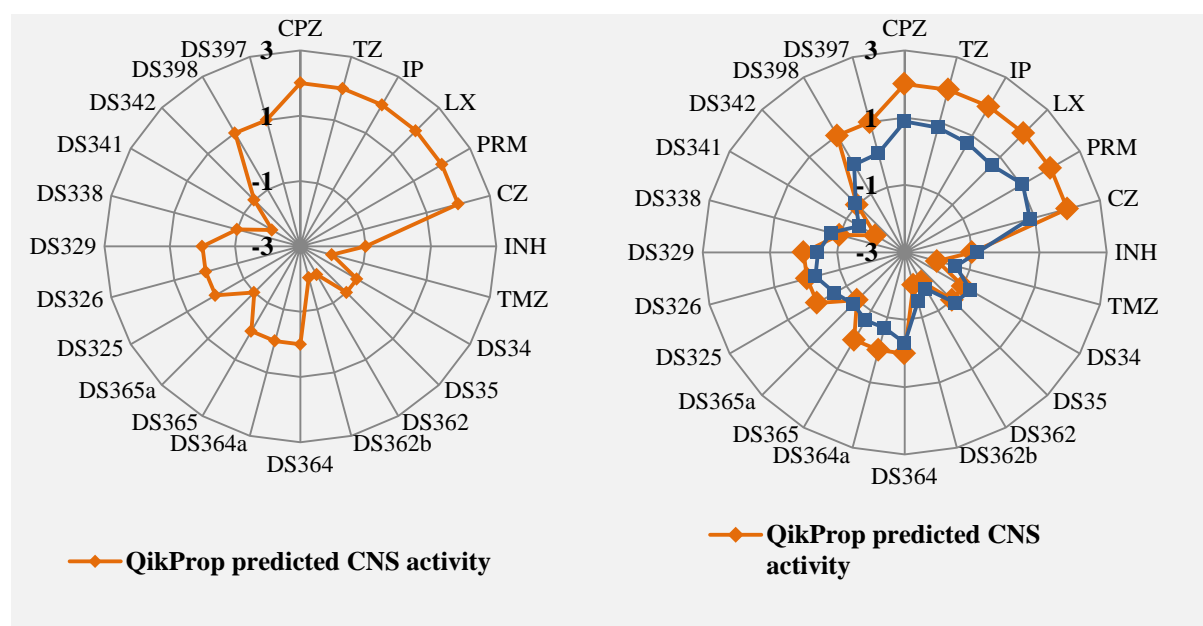 CPZ
TZ
IP
LX
PRM
CZ
INH
TMZ
DS34
DS35
DS362
DS362b
DS364
DS364a
DS365
DS365a
DS325
DS326
DS329
DS338
DS341
DS342
DS398
DS397
3
1
-1
-3
QikProp predicted CNS activity
CPZ
TZ
IP
LX
PRM
CZ
INH
TMZ
DS34
DS35
DS362
DS362b
DS364
DS364a
DS365
DS365a
DS325
DS326
DS329
DS338
DS341
DS342
DS398
DS397
3
1
-1
-3
QikProp predicted CNS
activity